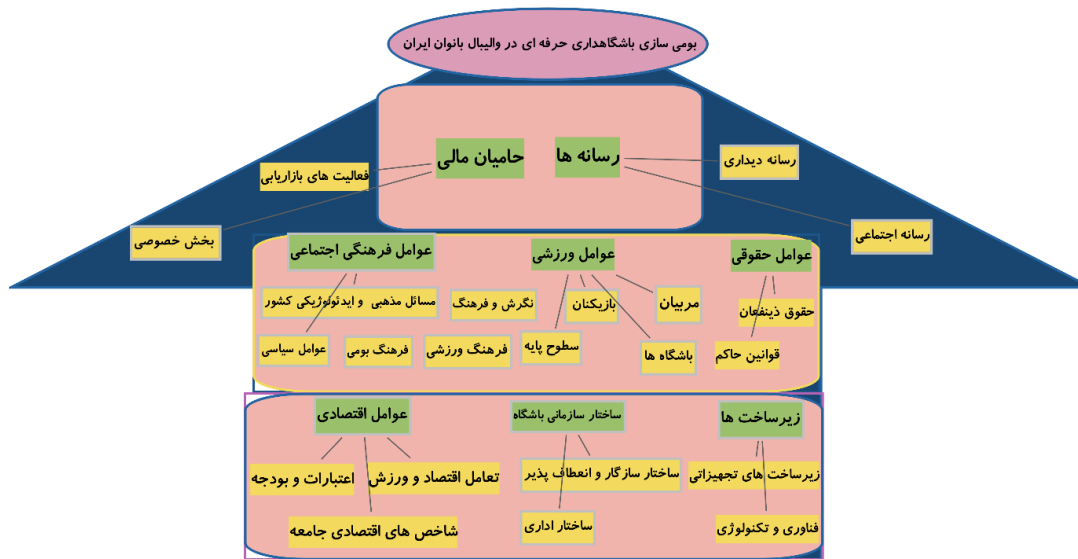 بومی سازی باشگاهداری حرفه ای در والیبال بانوان ایران
رسانه ها
حامیان مالی
رسانه دیداری
فعالیت های بازاریابی
رسانه اجتماعی
بخش خصوصی
عوامل حقوقی
عوامل ورزشی
عوامل فرهنگی اجتماعی
حقوق ذینفعان
مربیان
بازیکنان
نگرش و فرهنگ
مسائل مذهبی و ایدئولوژیکی کشور
قوانین حاکم
باشگاه ها
سطوح پایه
فرهنگ ورزشی
فرهنگ بومی
عوامل سیاسی
زیرساخت ها
ساختار سازمانی باشگاه
عوامل اقتصادی
زیرساخت های تجهیزاتی
ساختار سازگار و انعطاف پذیر
تعامل اقتصاد و ورزش
اعتبارات و بودجه
فناوری و تکنولوژی
ساختار اداری
شاخص های اقتصادی جامعه